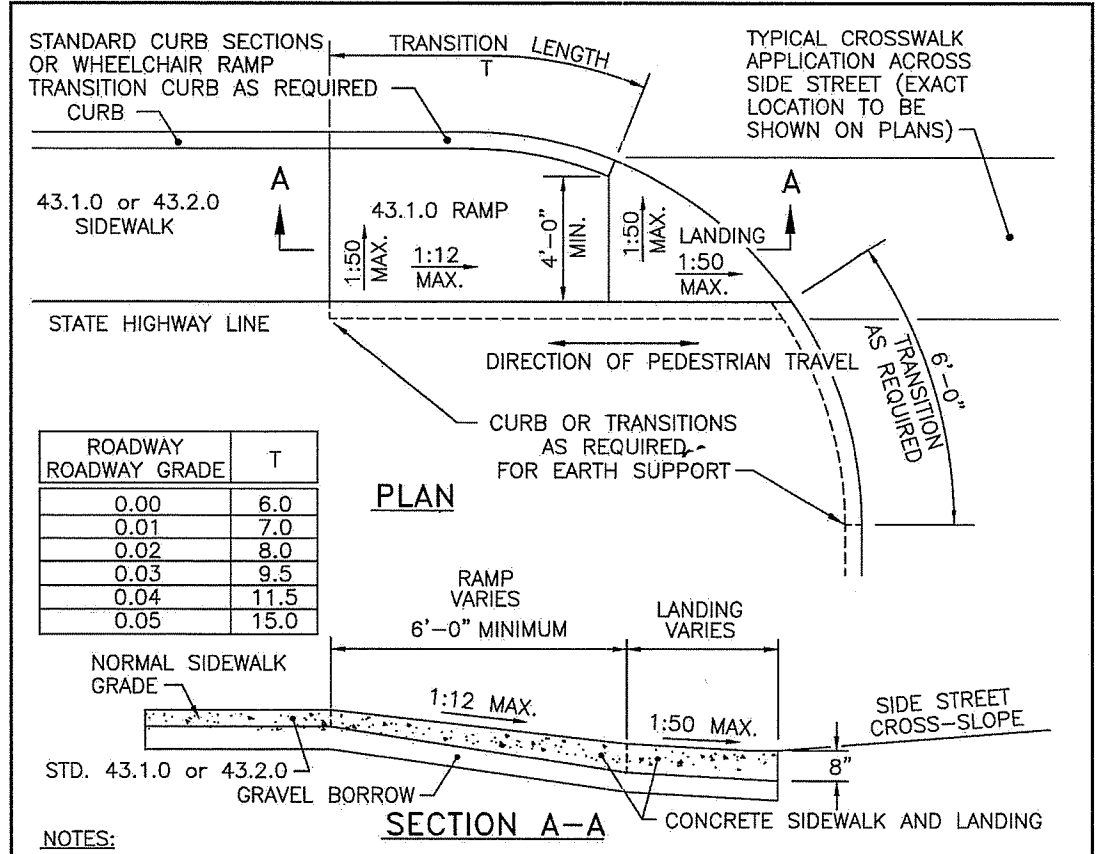 STANDARD CURB SECTIONS
OR WHEELCHAIR RAMP
TRANSITION CURB AS REQUIRED
CURB
TRANSITION LENGTH
T
TYPICAL CROSSWALK
APPLICATION ACROSS
SIDE STREET (EXACT
LOCATION TO BE
SHOWN ON PLANS)
A
A
43.1.0 or 43.2.0
SIDEWALK
43.1.0 RAMP
1:50
MAX.
1:12
MAX.
4'-0"
MIN.
1:50
MAX.
LANDING
1:50
MAX.
STATE HIGHWAY LINE
DIRECTION OF PEDESTRIAN TRAVEL
6'-0"
TRANSITION
AS REQUIRED
CURB OR TRANSITIONS
AS REQUIRED
FOR EARTH SUPPORT
PLAN
ROADWAY
ROADWAY GRADE T
0.00 6.0
0.01 7.0
0.02 8.0
0.03 9.5
0.04 11.5
0.05 15.0
RAMP
VARIES
6'-0" MINIMUM
LANDING
VARIES
NORMAL SIDEWALK
GRADE
1:12 MAX.
1:50 MAX.
SIDE STREET
CROSS-SLOPE
8"
STD. 43.1.0 or 43.2.0
GRAVEL BORROW
CONCRETE SIDEWALK AND LANDING
SECTION A-A
NOTES: